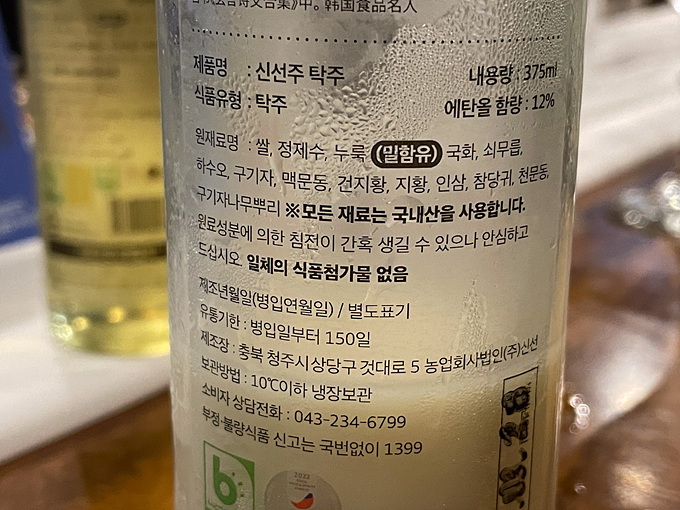 韩国食品名人
제품명 : 신선주 탁주 내용량 : 375ml
식품유형 : 탁주 에탄올 함량 : 12%
원재료명 : 쌀, 정제수, 누룩 (밀함유) 국화, 쇠무릅,
하수오, 구기자, 맥문동, 건지황, 지황, 인삼, 참당귀, 천문동,
구기자나무뿌리 ※모든 재료는 국내산을 사용합니다.
원료성분에 의한 침전이 간혹 생길 수 있으나 안심하고
드십시오. 일체의 식품첨가물 없음
제조년월일(병입연월일) / 별도표기
유통기한 : 병입일부터 150일
제조장 : 충북 청주시상당구 것대로 5 농업회사법인(주)신선
보관방법 : 10℃이하 냉장보관
소비자 상담전화 : 043-234-6799
부정·불량식품 신고는 국번없이 1399
b